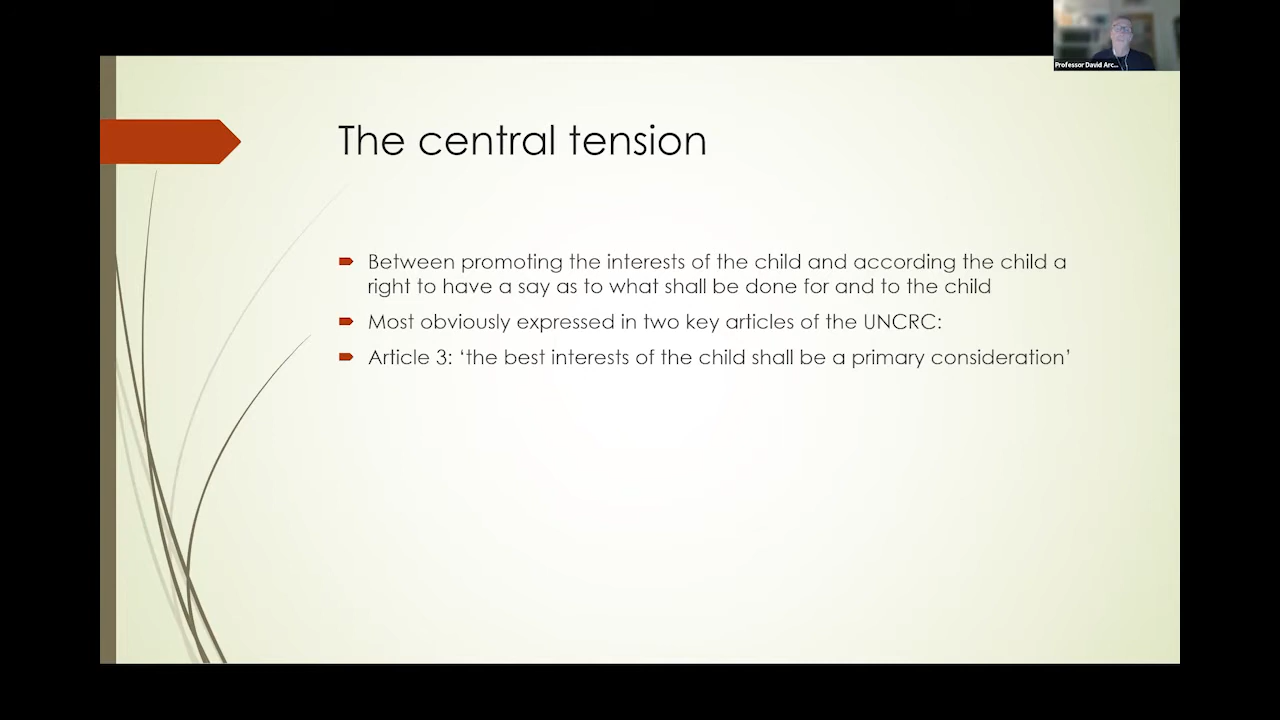 Professor David Arc...
The central tension
Between promoting the interests of the child and according the child a
right to have a say as to what shall be done for and to the child
Most obviously expressed in two key articles of the UNCRC:
Article 3: ‘the best interests of the child shall be a primary consideration’